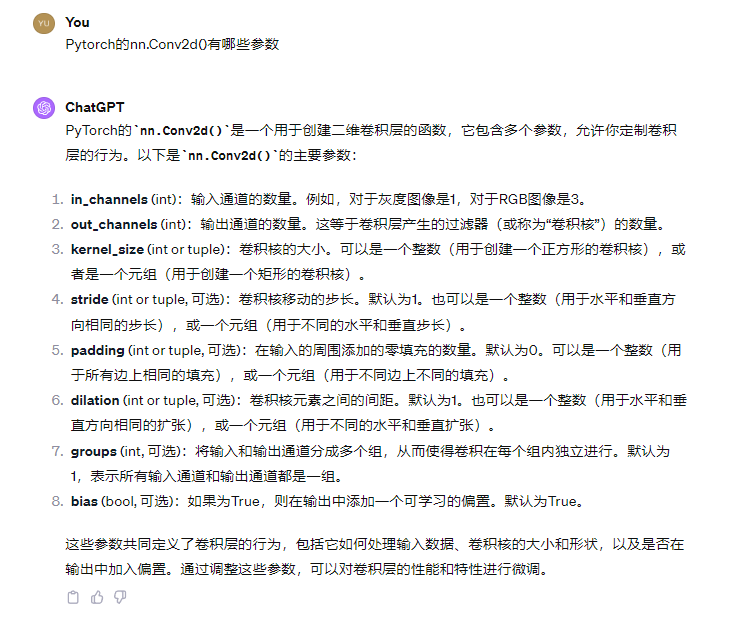 YU
You
Pytorch的nn.Conv2d()有哪些参数
ChatGPT
PyTorch的`nn.Conv2d()`是一个用于创建二维卷积层的函数，它包含多个参数，允许你定制卷积
层的行为。以下是`nn.Conv2d()`的主要参数：
1. in_channels (int)：输入通道的数量。例如，对于灰度图像是1，对于RGB图像是3。
2. out_channels (int)：输出通道的数量。这等于卷积层产生的过滤器（或称为“卷积核”）的数量。
3. kernel_size (int or tuple)：卷积核的大小。可以是一个整数（用于创建一个正方形的卷积核），或
者是一个元组（用于创建一个矩形的卷积核）。
4. stride (int or tuple, 可选)：卷积核移动的步长。默认为1。也可以是一个整数（用于水平和垂直方
向相同的步长），或一个元组（用于不同的水平和垂直步长）。
5. padding (int or tuple, 可选)：在输入的周围添加的零填充的数量。默认为0。可以是一个整数（用
于所有边上相同的填充），或一个元组（用于不同边上不同的填充）。
6. dilation (int or tuple, 可选)：卷积核元素之间的间距。默认为1。也可以是一个整数（用于水平和垂
直方向相同的扩张），或一个元组（用于不同的水平和垂直扩张）。
7. groups (int, 可选)：将输入和输出通道分成多个组，从而使得卷积在每个组内独立进行。默认为
1，表示所有输入通道和输出通道都是一组。
8. bias (bool, 可选)：如果为True，则在输出中添加一个可学习的偏置。默认为True。
这些参数共同定义了卷积层的行为，包括它如何处理输入数据、卷积核的大小和形状，以及是否在
输出中加入偏置。通过调整这些参数，可以对卷积层的性能和特性进行微调。